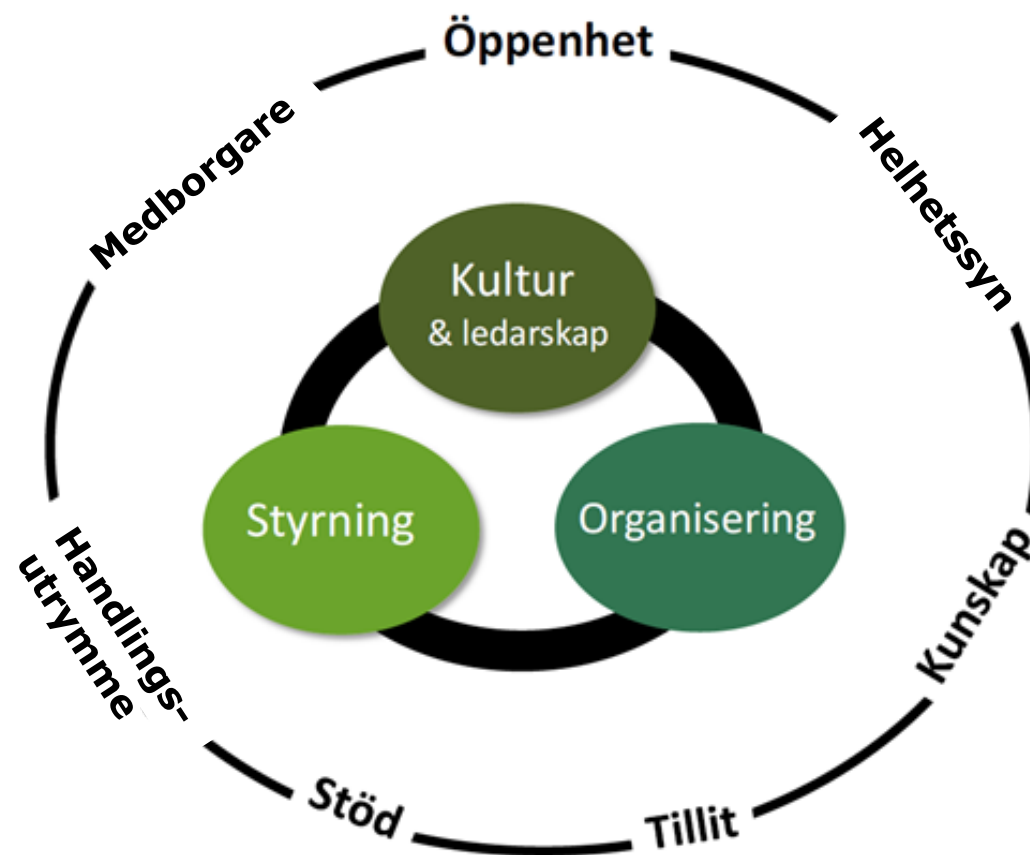 Öppenhet
Medborgare
Helhetssyn
Kultur
& ledarskap
Styrning
Organisering
Handlings-
utrymme
Kunskap
Stöd
Tillit